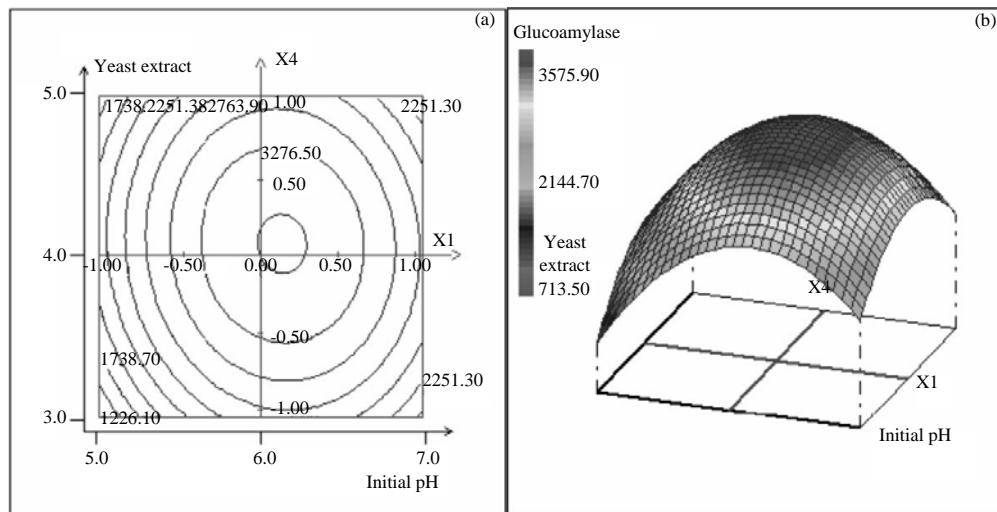 (a)
X4
Yeast extract
5.0
1738. 2251.38 2763.90 1.00 2251.30
3276.50
0.50
X1
4.0
-1.00 -0.50 0.00 0.50 1.00
-0.50
1738.70
2251.30
1226.10
-1.00
3.0
5.0 6.0 7.0
Initial pH
(b)
Glucoamylase
3575.90
2144.70
Yeast
extract
713.50
X4
X1
Initial pH